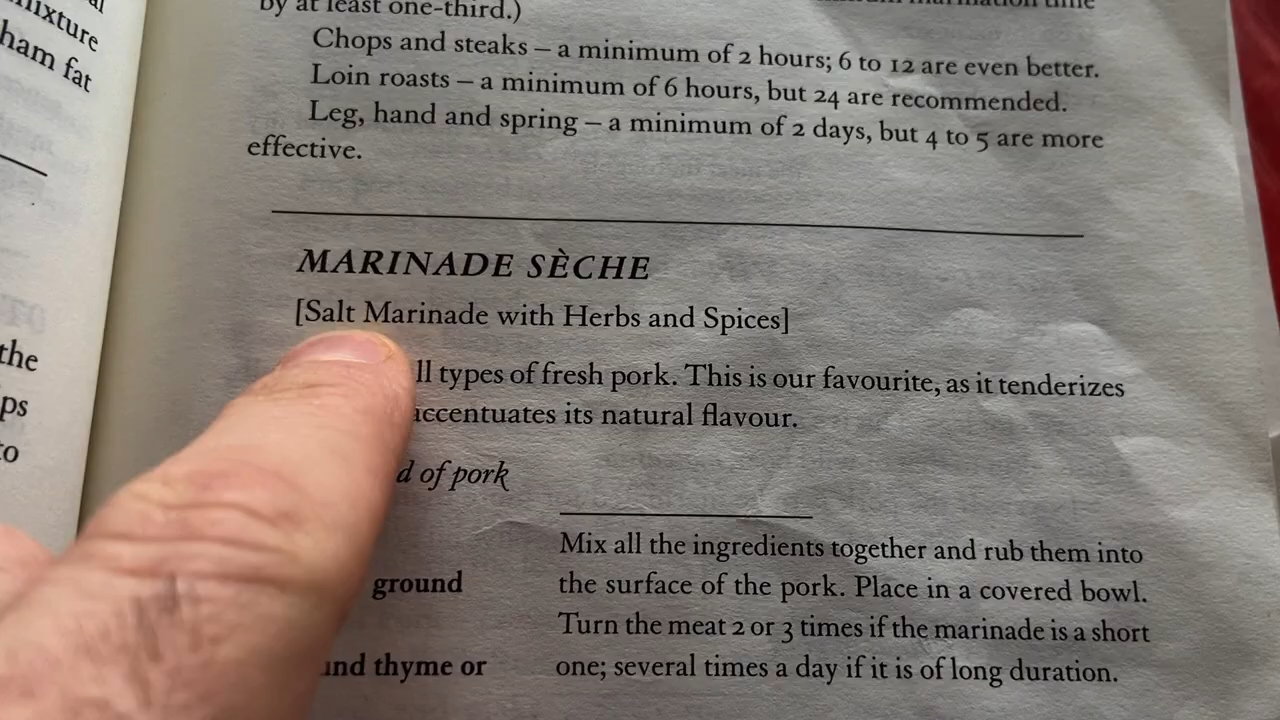 al
mixture
ham fat
the
ps
to
by at least one-third.)
Chops and steaks – a minimum of 2 hours; 6 to 12 are even better.
Loin roasts – a minimum of 6 hours, but 24 are recommended.
Leg, hand and spring – a minimum of 2 days, but 4 to 5 are more
effective.
MARINADE SÈCHE
[Salt Marinade with Herbs and Spices]
ll types of fresh pork. This is our favourite, as it tenderizes
accentuates its natural flavour.
d of pork
ground
and thyme or
Mix all the ingredients together and rub them into
the surface of the pork. Place in a covered bowl.
Turn the meat 2 or 3 times if the marinade is a short
one; several times a day if it is of long duration.